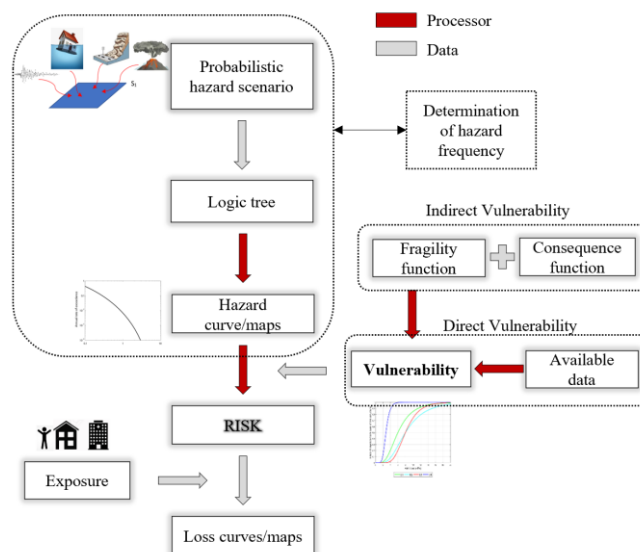 Processor
Data
Probabilistic
hazard scenario
S₁
Determination
of hazard
frequency
Logic tree
Indirect Vulnerability
Fragility
function
Consequence
function
Hazard
curve/maps
Direct Vulnerability
Vulnerability
Available
data
RISK
Exposure
Loss curves/maps